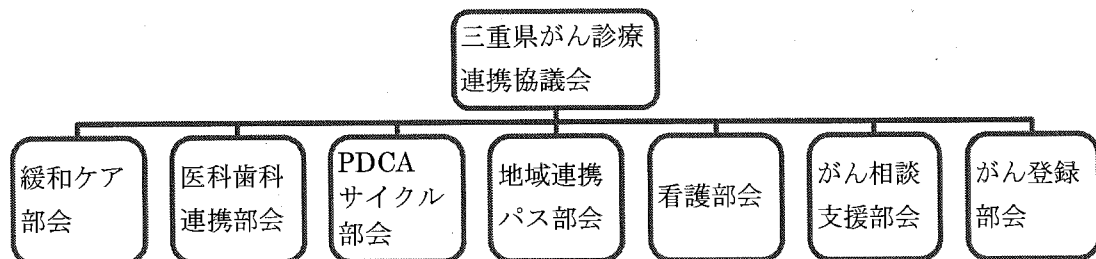 三重県がん診療
連携協議会
緩和ケア
部会
医科歯科
連携部会
PDCA
サイクル
部会
地域連携
パス部会
看護部会
がん相談
支援部会
がん登録
部会